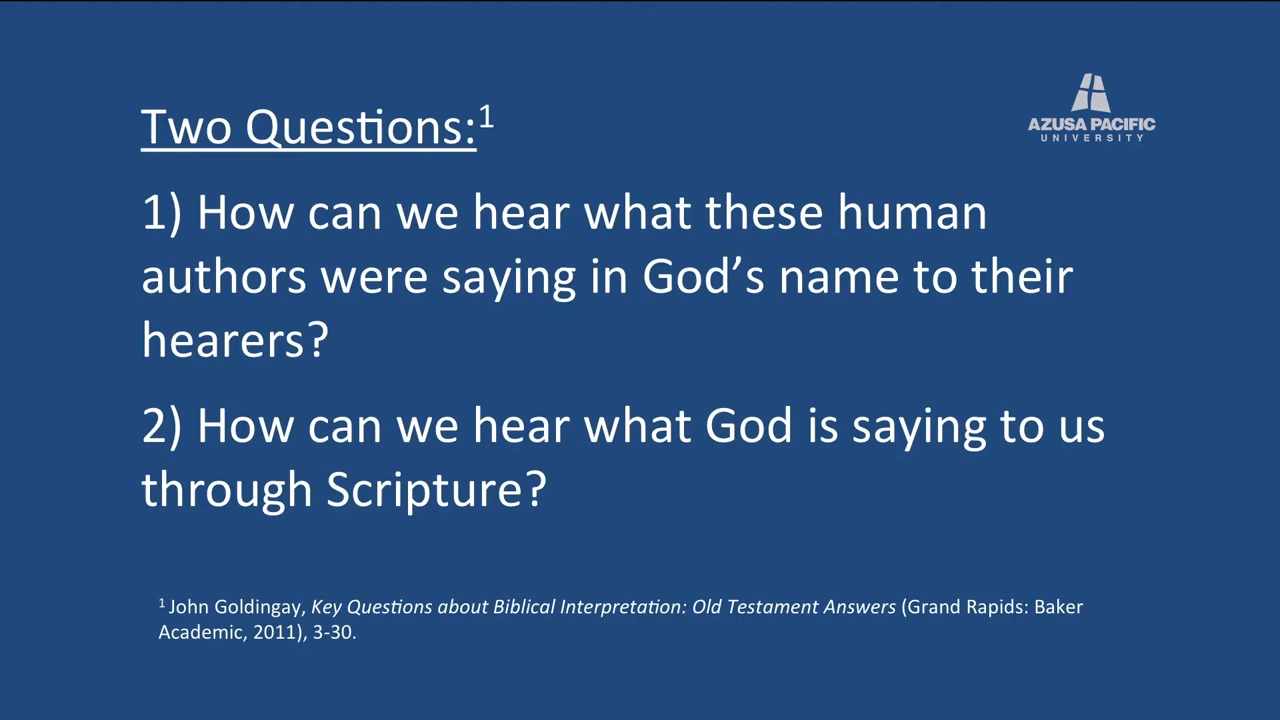 Two Questions:¹
AZUSA PACIFIC
UNIVERSITY
1) How can we hear what these human
authors were saying in God’s name to their
hearers?
2) How can we hear what God is saying to us
through Scripture?
¹ John Goldingay, Key Questions about Biblical Interpretation: Old Testament Answers (Grand Rapids: Baker
Academic, 2011), 3-30.